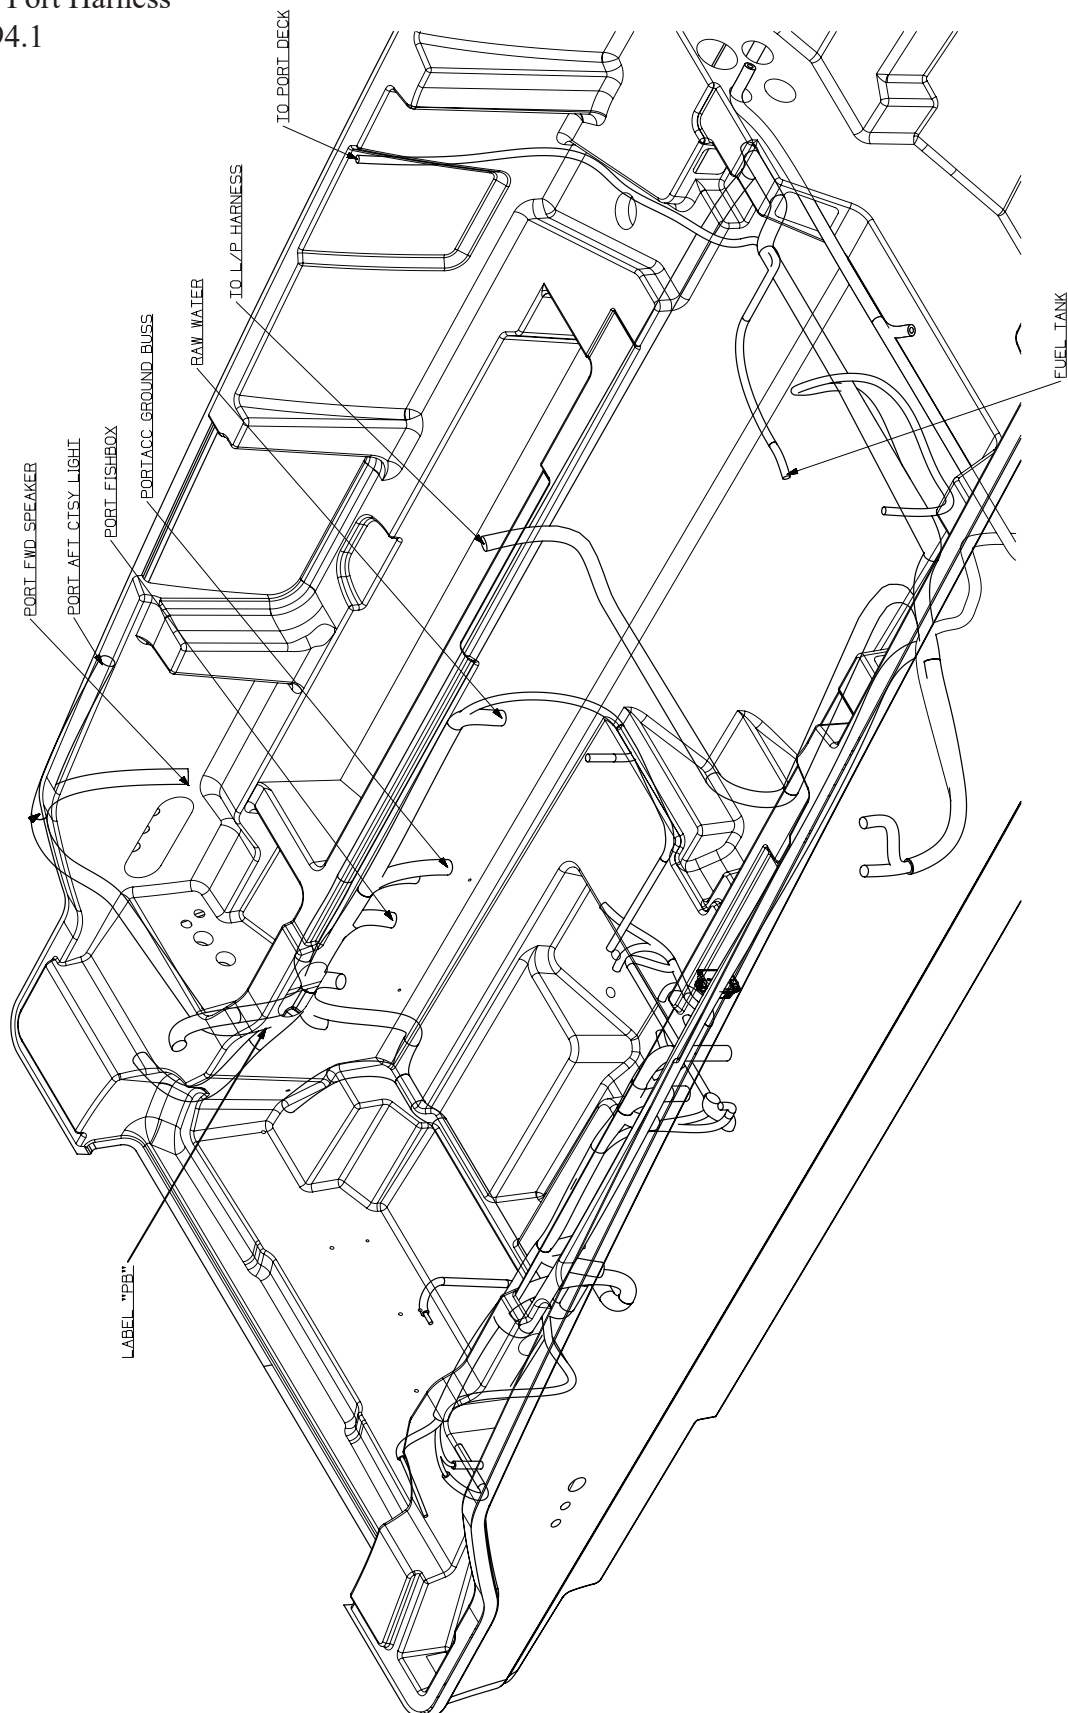 Port Harness
94.1
TO PORT DECK
TO L/P HARNESS
RAW WATER
PORTACC GROUND BUSS
PORT FISHBOX
PORT AFT CTSY LIGHT
PORT FWD SPEAKER
FUEL TANK
LABEL "PB"